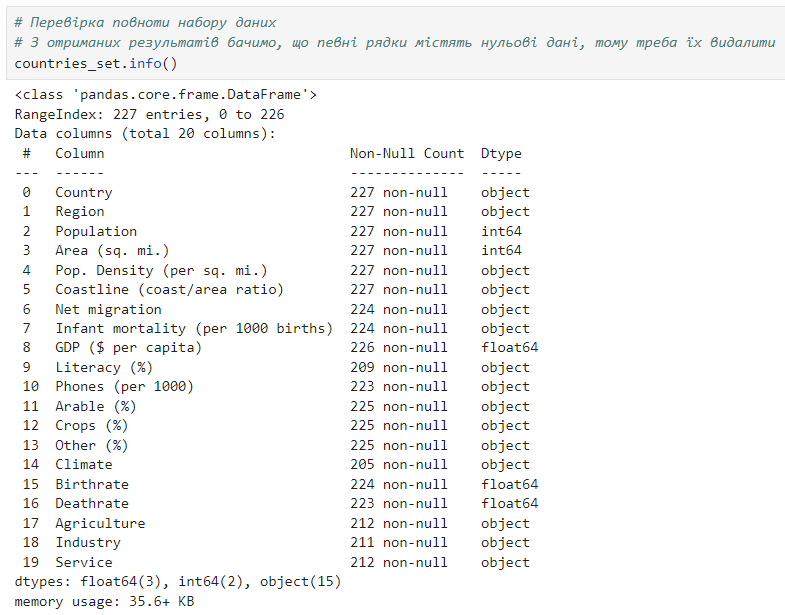 # Перевірка повноти набору даних
# З отриманих результатів бачимо, що певні рядки містять нульові дані, тому треба їх видалити
countries_set.info()
<class 'pandas.core.frame.DataFrame'>
RangeIndex: 227 entries, 0 to 226
Data columns (total 20 columns):
 #   Column                              Non-Null Count  Dtype
---  ------                              --------------  -----
 0   Country                             227 non-null    object
 1   Region                              227 non-null    object
 2   Population                          227 non-null    int64
 3   Area (sq. mi.)                      227 non-null    int64
 4   Pop. Density (per sq. mi.)          227 non-null    object
 5   Coastline (coast/area ratio)        227 non-null    object
 6   Net migration                       224 non-null    object
 7   Infant mortality (per 1000 births)  224 non-null    object
 8   GDP ($ per capita)                  226 non-null    float64
 9   Literacy (%)                        209 non-null    object
 10  Phones (per 1000)                   223 non-null    object
 11  Arable (%)                          225 non-null    object
 12  Crops (%)                           225 non-null    object
 13  Other (%)                           225 non-null    object
 14  Climate                             205 non-null    object
 15  Birthrate                           224 non-null    float64
 16  Deathrate                           223 non-null    float64
 17  Agriculture                         212 non-null    object
 18  Industry                            211 non-null    object
 19  Service                             212 non-null    object
dtypes: float64(3), int64(2), object(15)
memory usage: 35.6+ KB